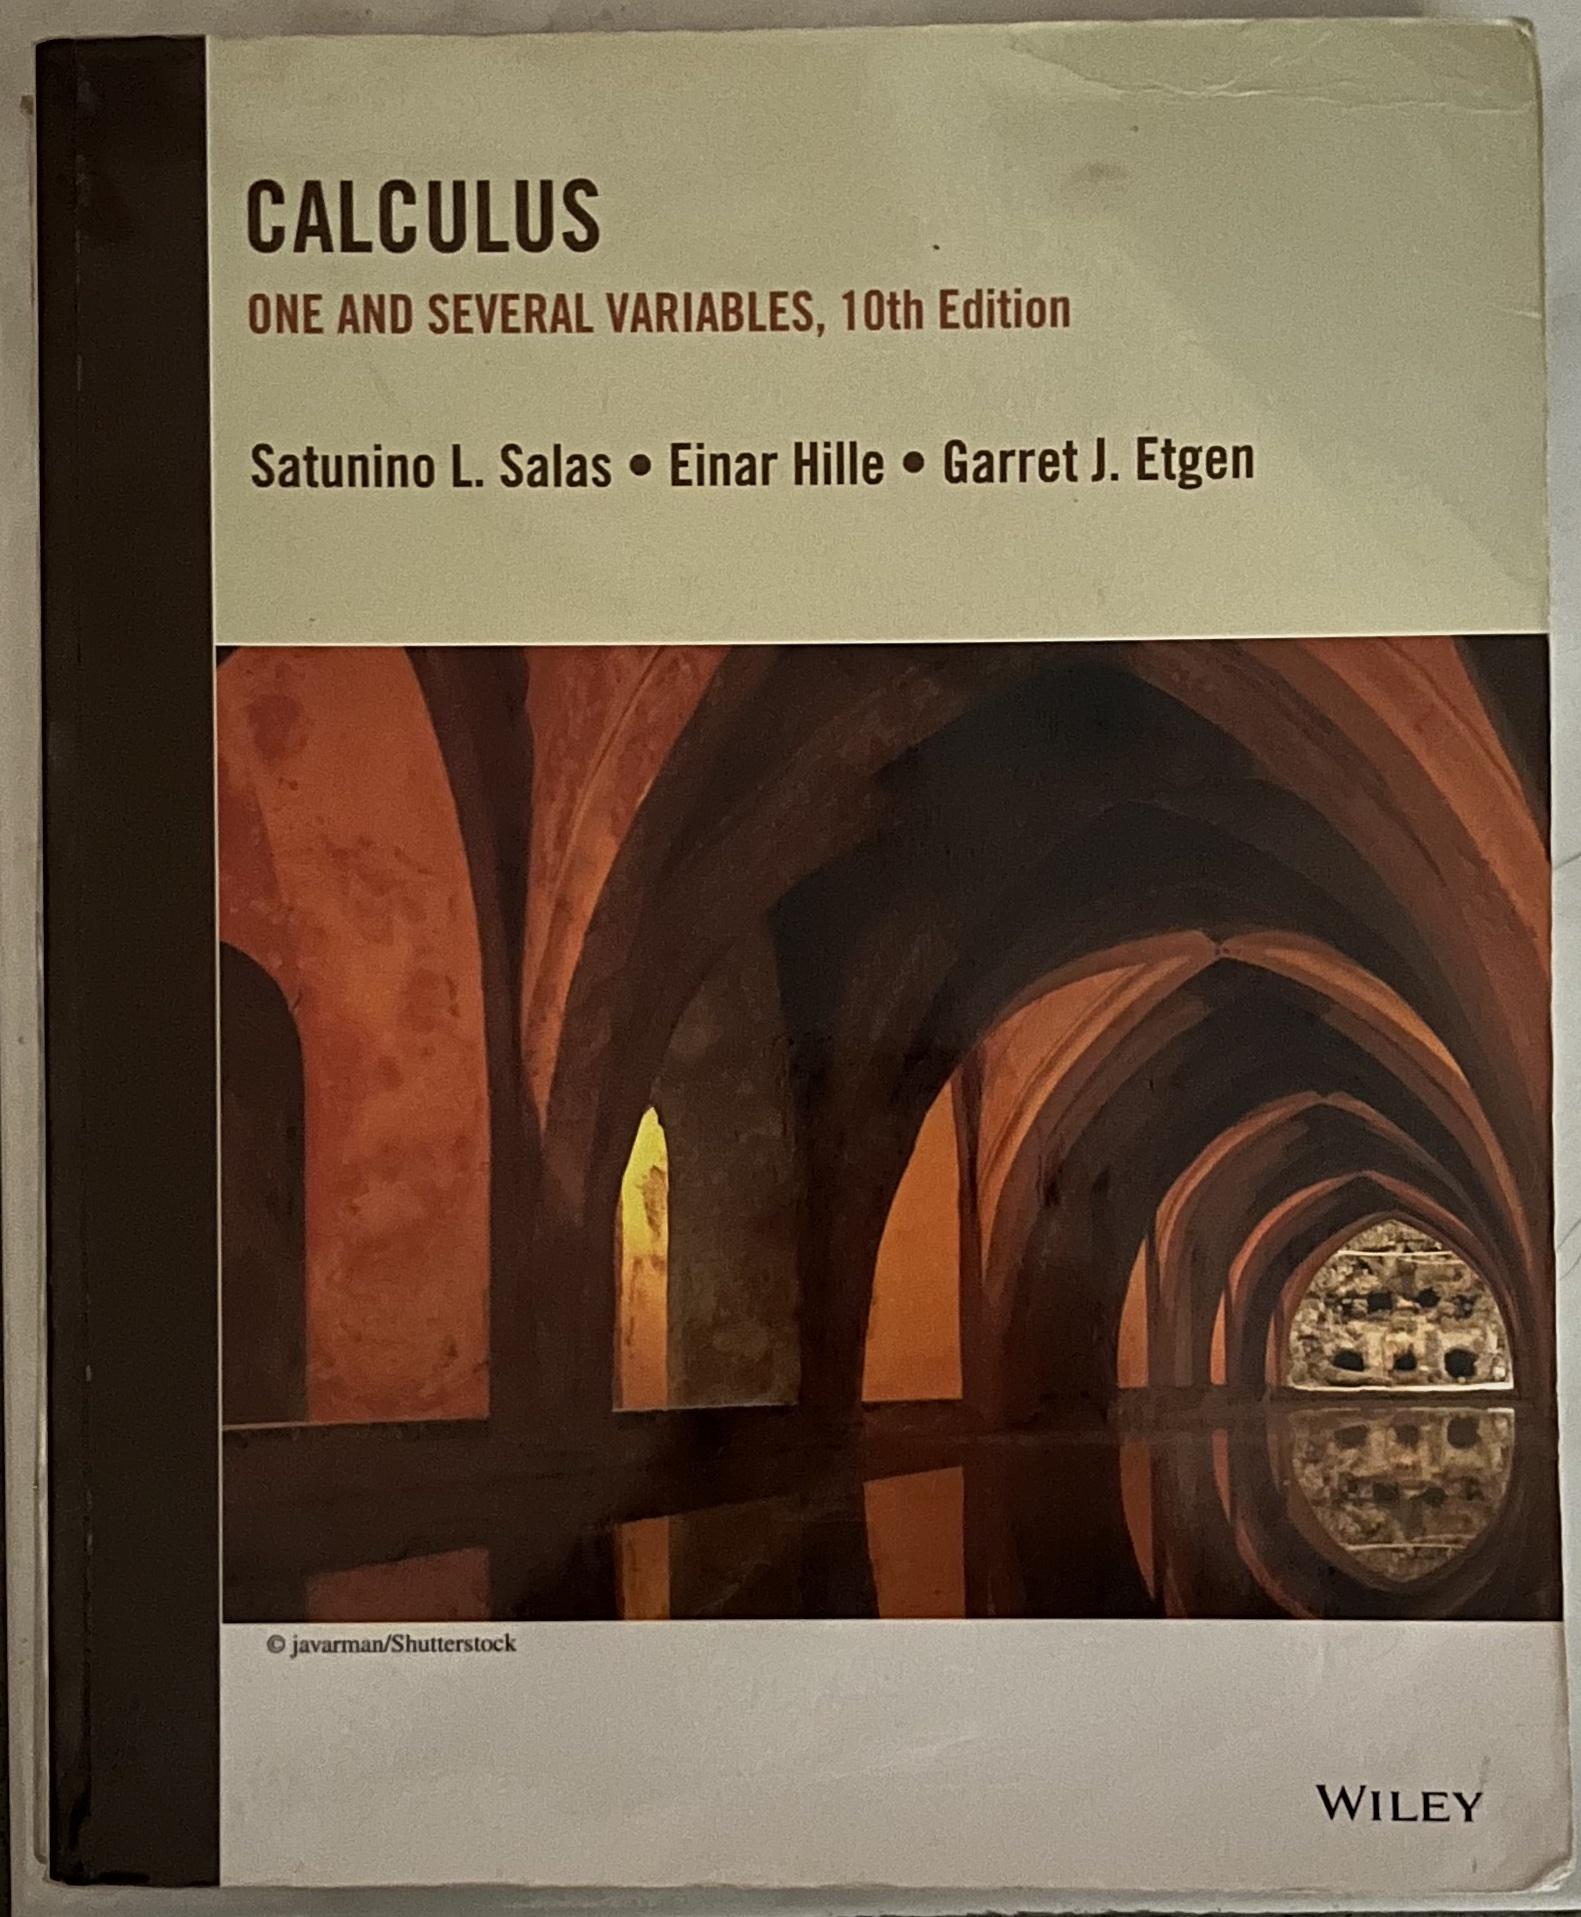 CALCULUS
ONE AND SEVERAL VARIABLES, 10th Edition
Satunino L. Salas • Einar Hille • Garret J. Etgen
© javarman/Shutterstock
WILEY